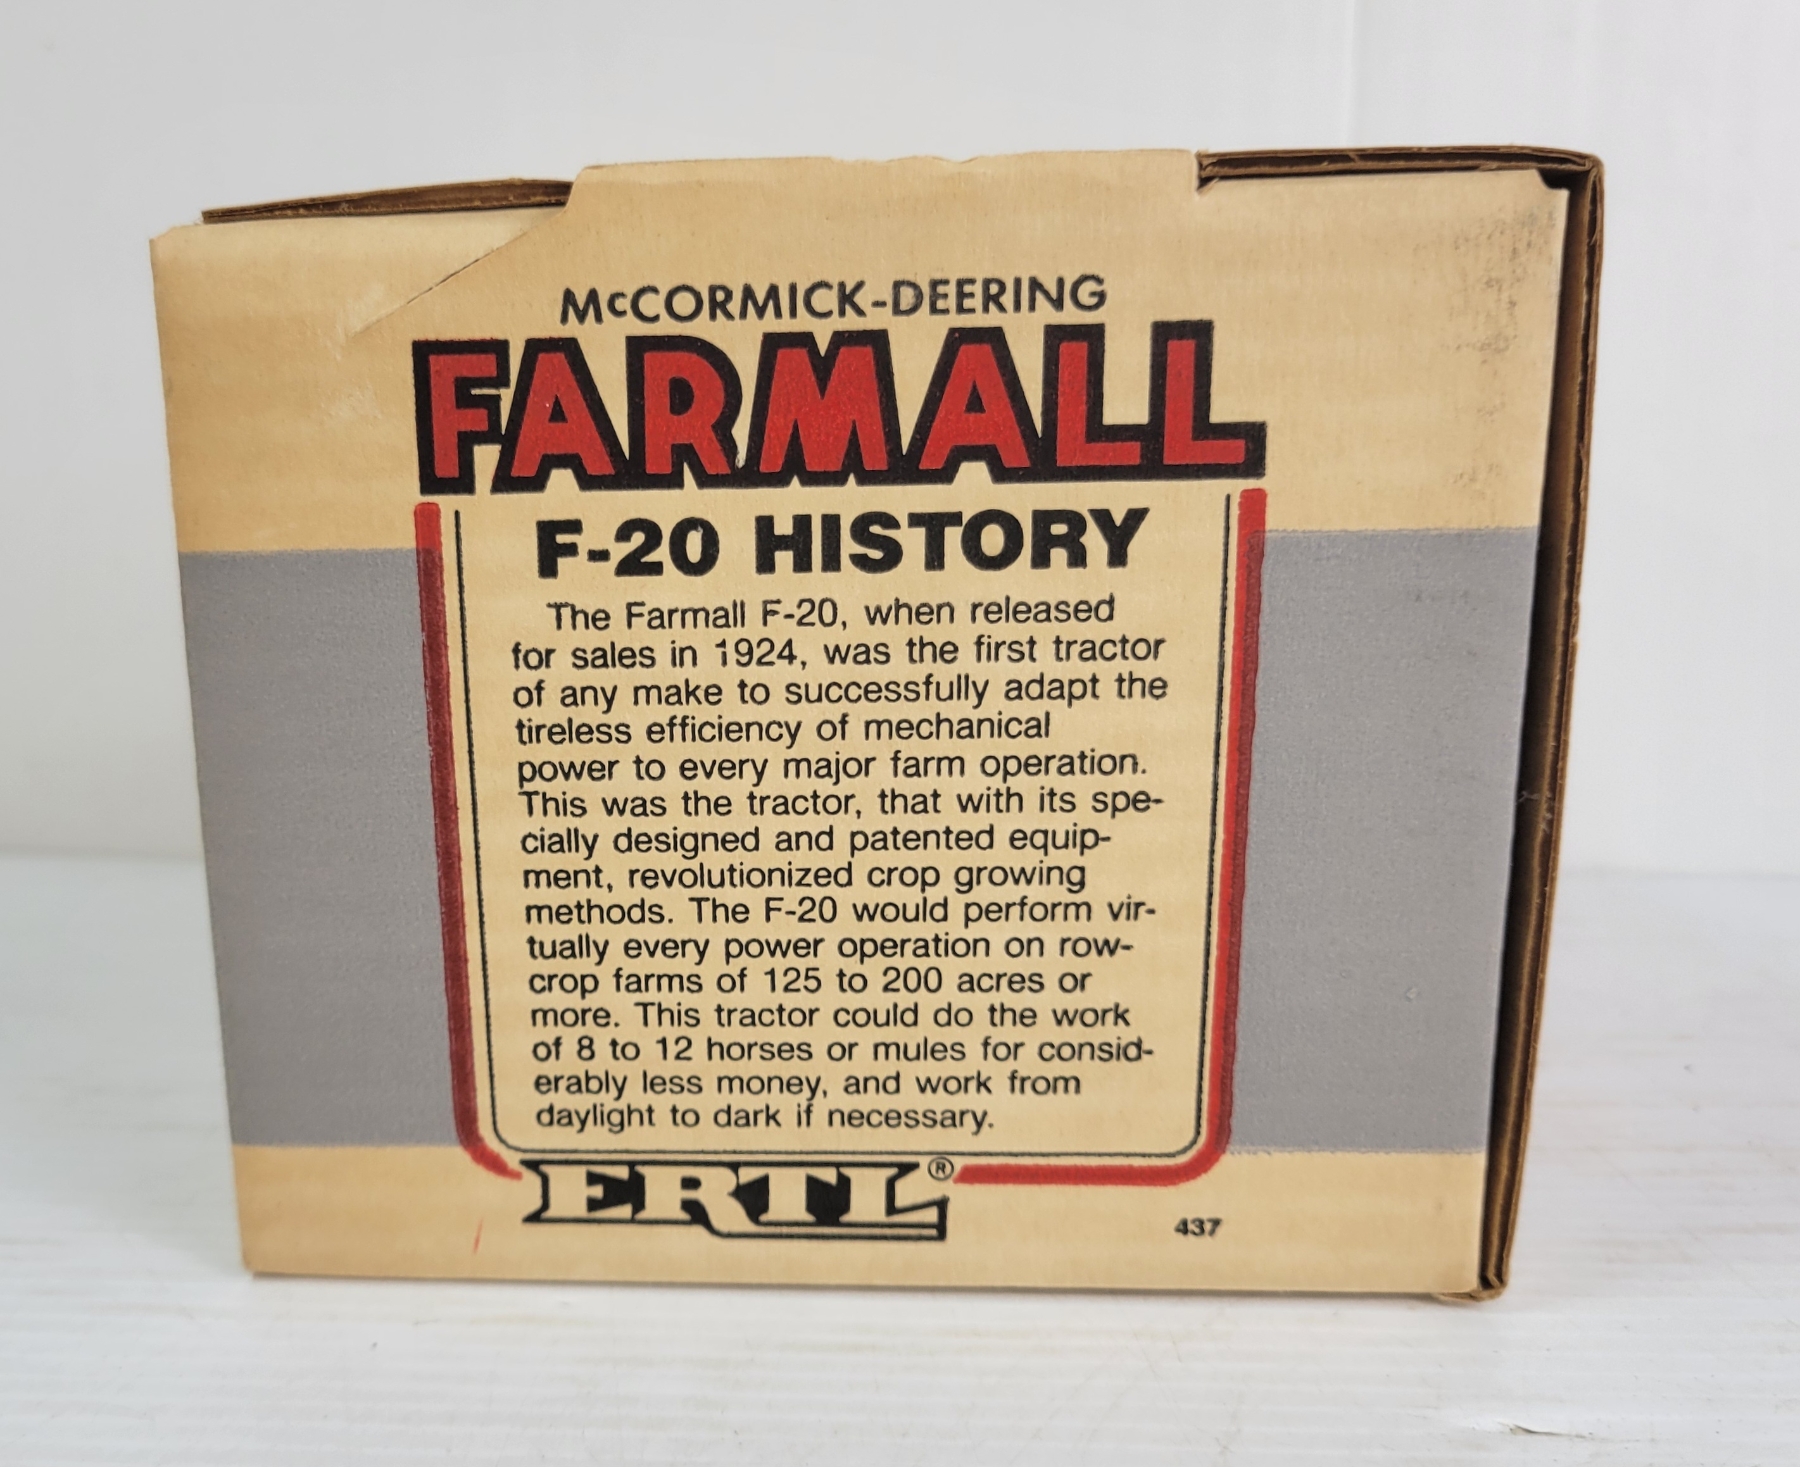 McCORMICK-DEERING
FARMALL
F-20 HISTORY
The Farmall F-20, when released
for sales in 1924, was the first tractor
of any make to successfully adapt the
tireless efficiency of mechanical
power to every major farm operation.
This was the tractor, that with its spe-
cially designed and patented equip-
ment, revolutionized crop growing
methods. The F-20 would perform vir-
tually every power operation on row-
crop farms of 125 to 200 acres or
more. This tractor could do the work
of 8 to 12 horses or mules for consid-
erably less money, and work from
daylight to dark if necessary.
ERTL®
437